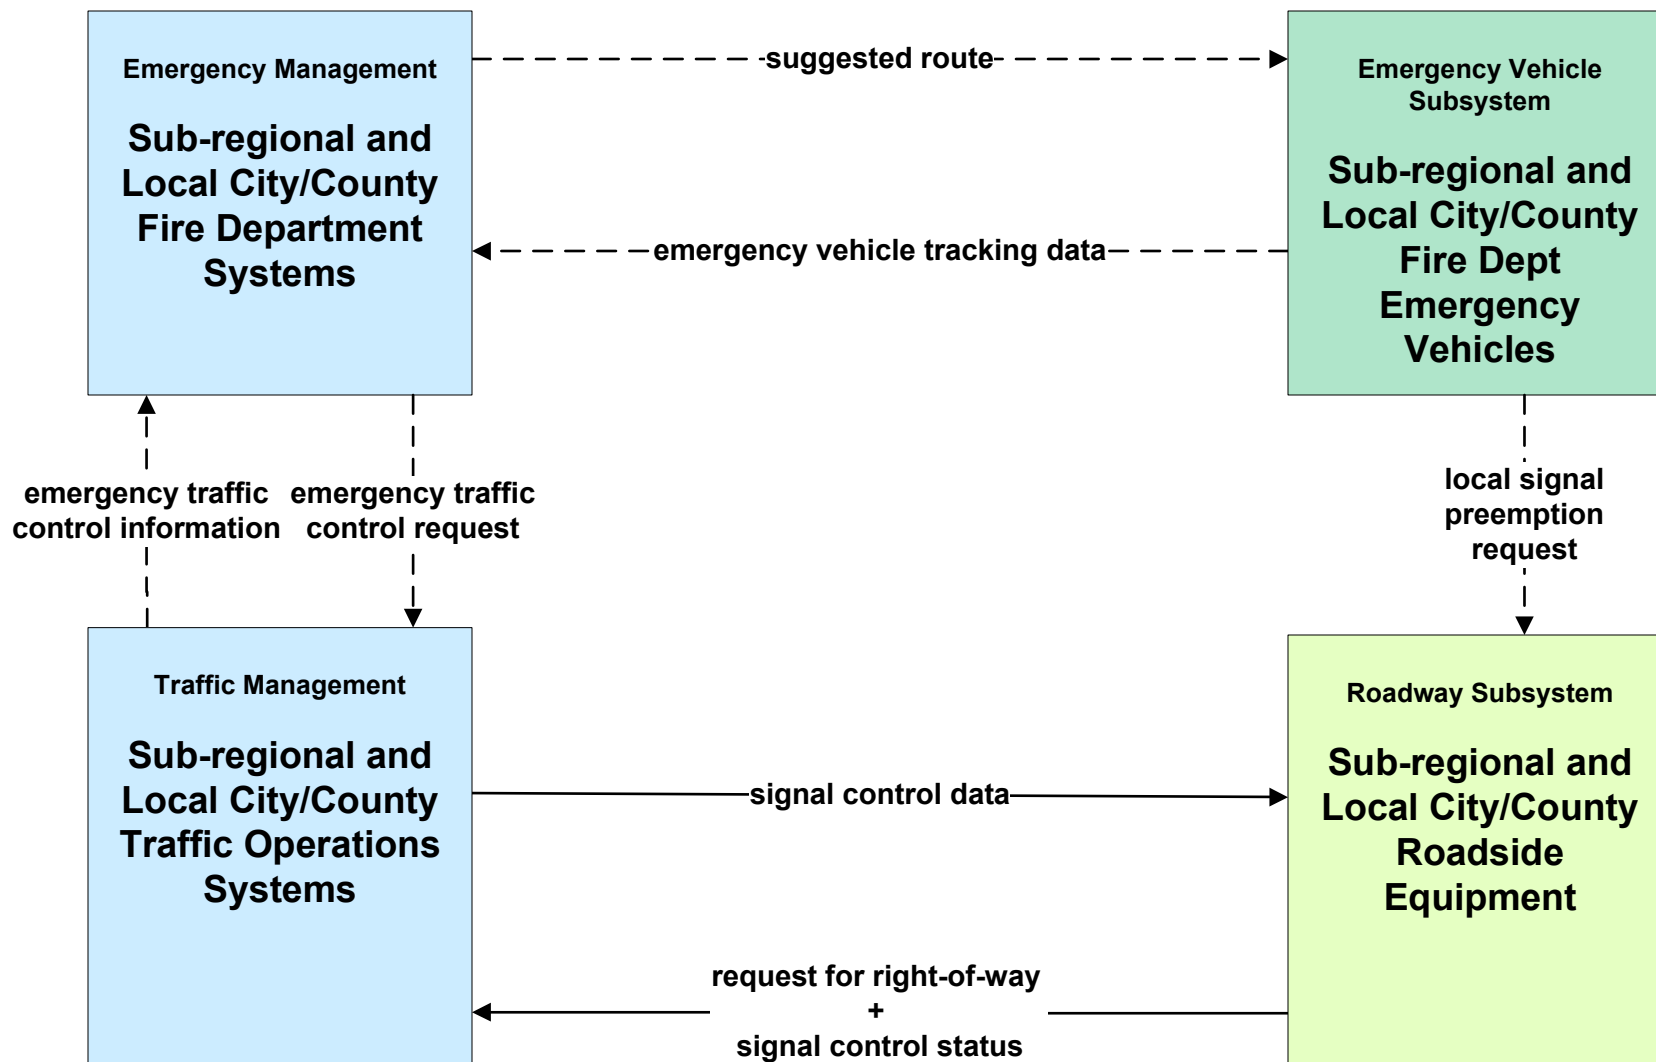 Emergency Management
Sub-regional and
Local City/County
Fire Department
Systems
suggested route
emergency vehicle tracking data
Emergency Vehicle
Subsystem
Sub-regional and
Local City/County
Fire Dept
Emergency
Vehicles
emergency traffic
control information
emergency traffic
control request
local signal
preemption
request
Traffic Management
Sub-regional and
Local City/County
Traffic Operations
Systems
signal control data
request for right-of-way
+
signal control status
Roadway Subsystem
Sub-regional and
Local City/County
Roadside
Equipment